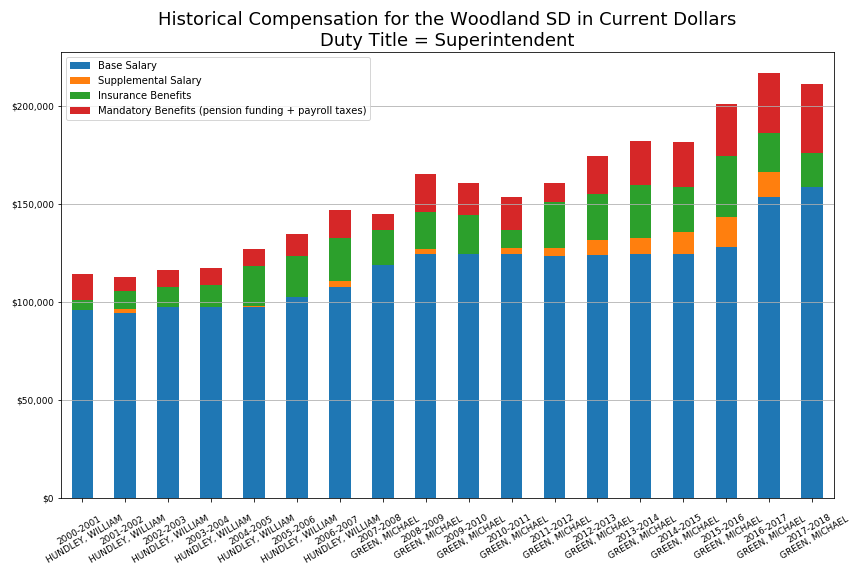 Historical Compensation for the Woodland SD in Current Dollars
Duty Title = Superintendent
Base Salary
Supplemental Salary
Insurance Benefits
Mandatory Benefits (pension funding + payroll taxes)
$200,000
$150,000
$100,000
$50,000
$0
2000-2001
HUNDLEY, WILLIAM
2001-2002
HUNDLEY, WILLIAM
2002-2003
HUNDLEY, WILLIAM
2003-2004
HUNDLEY, WILLIAM
2004-2005
HUNDLEY, WILLIAM
2005-2006
HUNDLEY, WILLIAM
2006-2007
HUNDLEY, WILLIAM
2007-2008
GREEN, MICHAEL
2008-2009
GREEN, MICHAEL
2009-2010
GREEN, MICHAEL
2010-2011
GREEN, MICHAEL
2011-2012
GREEN, MICHAEL
2012-2013
GREEN, MICHAEL
2013-2014
GREEN, MICHAEL
2014-2015
GREEN, MICHAEL
2015-2016
GREEN, MICHAEL
2016-2017
GREEN, MICHAEL
2017-2018
GREEN, MICHAEL